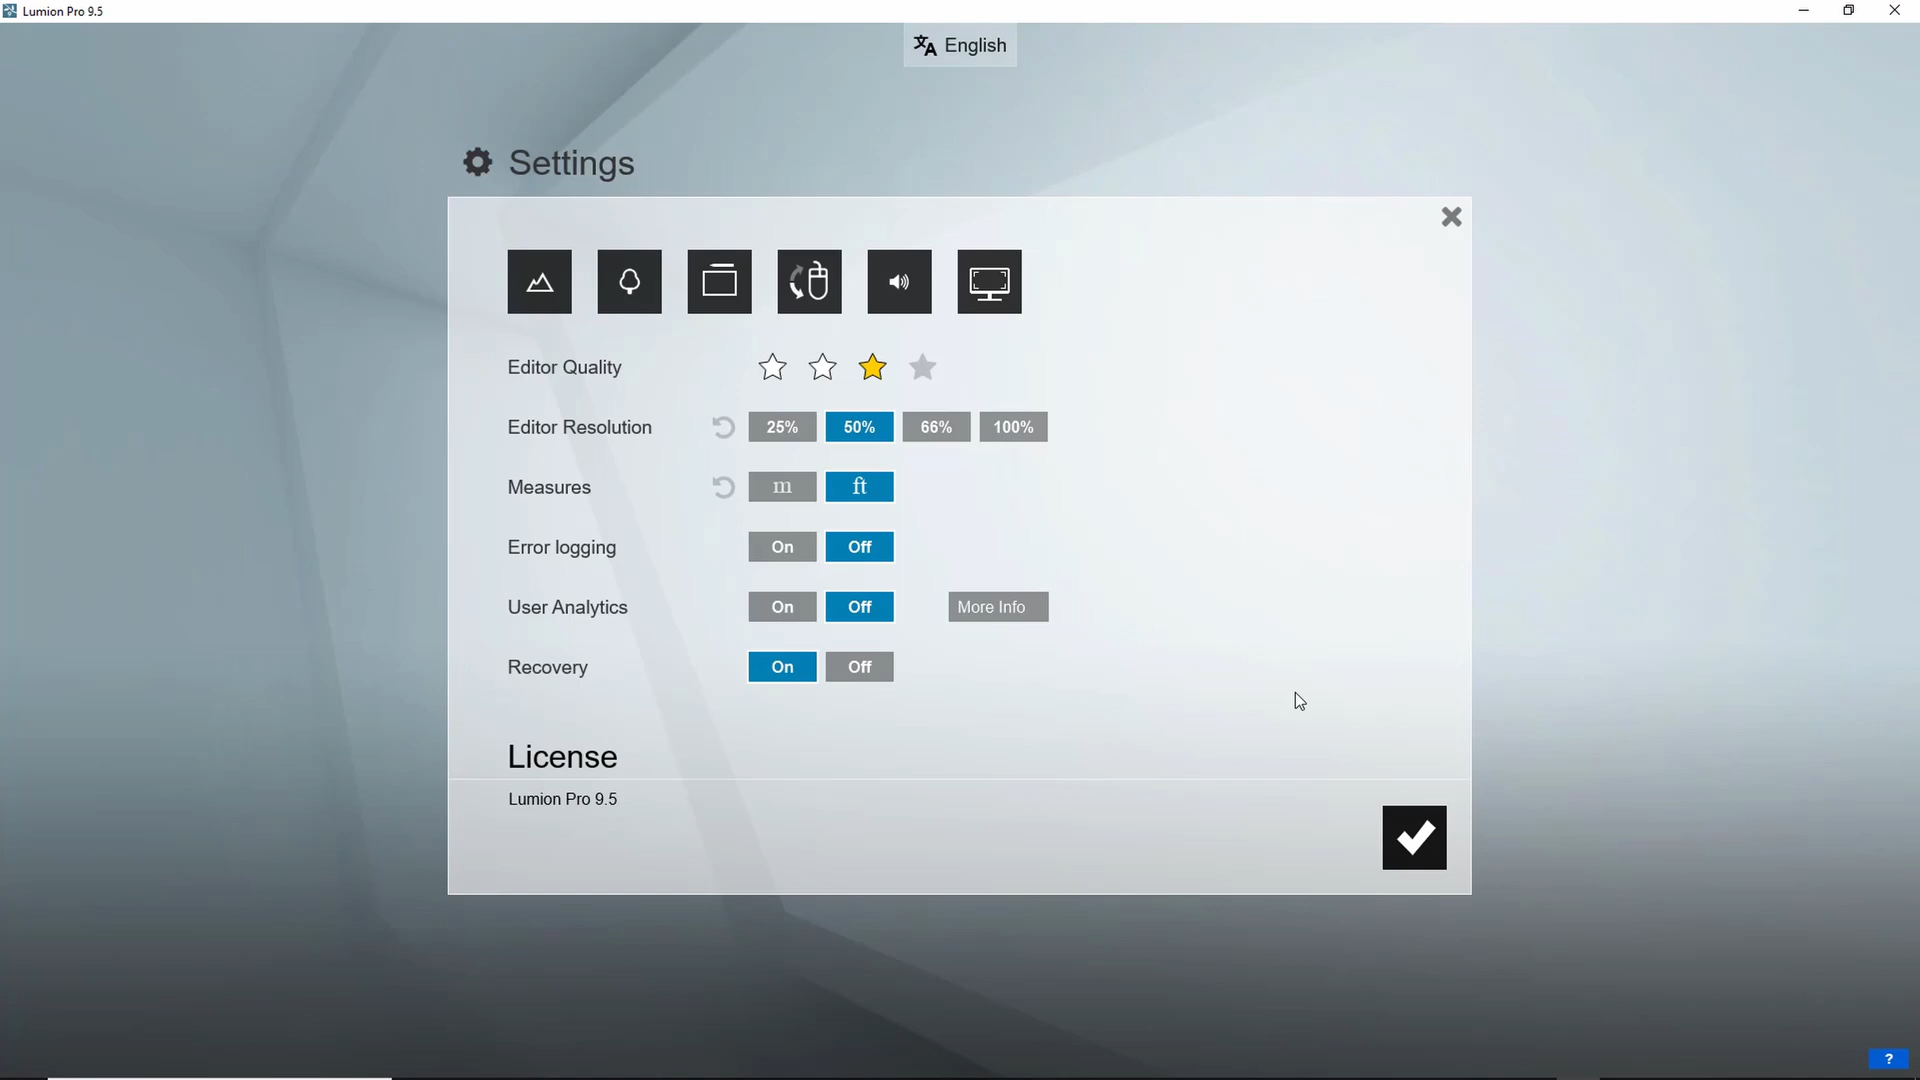 Lumion Pro 9.5
English
Settings
Editor Quality
Editor Resolution 25% 50% 66% 100%
Measures m ft
Error logging On Off
User Analytics On Off More Info
Recovery On Off
License
Lumion Pro 9.5
?